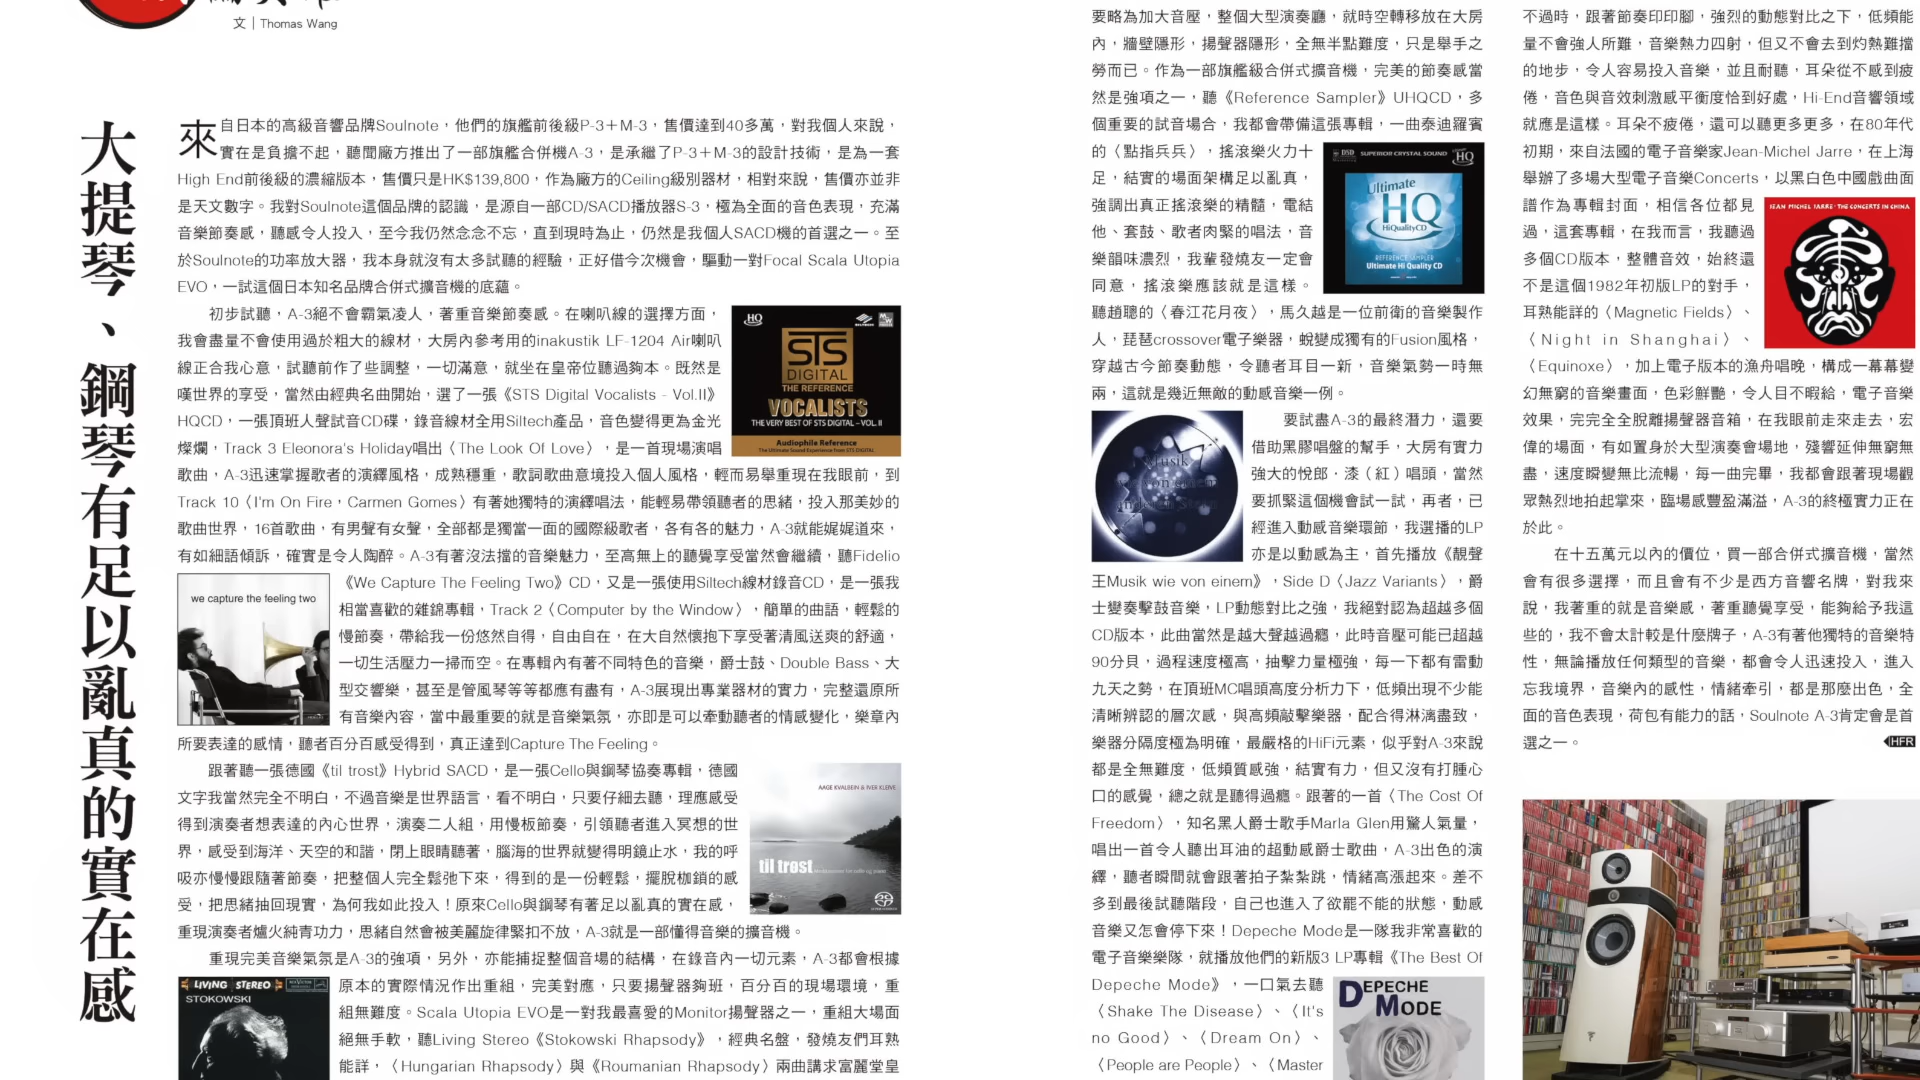 文｜Thomas Wang
大提琴、鋼琴有足以亂真的實在感
來自日本的高級音響品牌Soulnote，他們的旗艦前後級P-3＋M-3，售價達到40多萬，對我個人來說，
實在是負擔不起，聽聞廠方推出了一部旗艦合併機A-3，是承繼了P-3＋M-3的設計技術，是為一套
High End前後級的濃縮版本，售價只是HK$139,800，作為廠方的Ceiling級別器材，相對來說，售價亦並非
是天文數字。我對Soulnote這個品牌的認識，是源自一部CD/SACD播放器S-3，極為全面的音色表現，充滿
音樂節奏感，聽感令人投入，至今我仍然念念不忘，直到現時為止，仍然是我個人SACD機的首選之一。至
於Soulnote的功率放大器，我本身就沒有太多試聽的經驗，正好借今次機會，驅動一對Focal Scala Utopia
EVO，一試這個日本知名品牌合併式擴音機的底蘊。
初步試聽，A-3絕不會霸氣凌人，著重音樂節奏感。在喇叭線的選擇方面，
我會盡量不會使用過於粗大的線材，大房內參考用的inakustik LF-1204 Air喇叭
線正合我心意，試聽前作了些調整，一切滿意，就坐在皇帝位聽過夠本。既然是
嘆世界的享受，當然由經典名曲開始，選了一張《STS Digital Vocalists - Vol.II》
HQCD，一張頂班人聲試音CD碟，錄音線材全用Siltech產品，音色變得更為金光
燦爛，Track 3 Eleonora's Holiday唱出〈The Look Of Love〉，是一首現場演唱
歌曲，A-3迅速掌握歌者的演繹風格，成熟穩重，歌詞歌曲意境投入個人風格，輕而易舉重現在我眼前，到
Track 10〈I'm On Fire，Carmen Gomes〉有著她獨特的演繹唱法，能輕易帶領聽者的思緒，投入那美妙的
歌曲世界，16首歌曲，有男聲有女聲，全部都是獨當一面的國際級歌者，各有各的魅力，A-3就能娓娓道來，
有如細語傾訴，確實是令人陶醉。A-3有著沒法擋的音樂魅力，至高無上的聽覺享受當然會繼續，聽Fidelio
《We Capture The Feeling Two》CD，又是一張使用Siltech線材錄音CD，是一張我
相當喜歡的雜錦專輯，Track 2〈Computer by the Window〉，簡單的曲語，輕鬆的
慢節奏，帶給我一份悠然自得，自由自在，在大自然懷抱下享受著清風送爽的舒適，
一切生活壓力一掃而空。在專輯內有著不同特色的音樂，爵士鼓、Double Bass、大
型交響樂，甚至是管風琴等等都應有盡有，A-3展現出專業器材的實力，完整還原所
有音樂內容，當中最重要的就是音樂氣氛，亦即是可以牽動聽者的情感變化，樂章內
所要表達的感情，聽者百分百感受得到，真正達到Capture The Feeling。
跟著聽一張德國《til trost》Hybrid SACD，是一張Cello與鋼琴協奏專輯，德國
文字我當然完全不明白，不過音樂是世界語言，看不明白，只要仔細去聽，理應感受
得到演奏者想表達的內心世界，演奏二人組，用慢板節奏，引領聽者進入冥想的世
界，感受到海洋、天空的和諧，閉上眼睛聽著，腦海的世界就變得明鏡止水，我的呼
吸亦慢慢跟隨著節奏，把整個人完全鬆弛下來，得到的是一份輕鬆，擺脫枷鎖的感
受，把思緒抽回現實，為何我如此投入！原來Cello與鋼琴有著足以亂真的實在感，
重現演奏者爐火純青功力，思緒自然會被美麗旋律緊扣不放，A-3就是一部懂得音樂的擴音機。
重現完美音樂氣氛是A-3的強項，另外，亦能捕捉整個音場的結構，在錄音內一切元素，A-3都會根據
原本的實際情況作出重組，完美對應，只要揚聲器夠班，百分百的現場環境，重
組無難度。Scala Utopia EVO是一對我最喜愛的Monitor揚聲器之一，重組大場面
絕無手軟，聽Living Stereo《Stokowski Rhapsody》，經典名盤，發燒友們耳熟
能詳，〈Hungarian Rhapsody〉與《Roumanian Rhapsody〉兩曲講求富麗堂皇
HQ
STS
DIGITAL
THE REFERENCE
VOCALISTS
THE VERY BEST OF STS DIGITAL - VOL. II
Audiophile Reference
The Ultimate Sound Experience from STS DIGITAL
we capture the feeling two
AAGE KVALBEIN & IVER KLEIVE
til trøst
LIVING STEREO
STOKOWSKI
要略為加大音壓，整個大型演奏廳，就時空轉移放在大房
內，牆壁隱形，揚聲器隱形，全無半點難度，只是舉手之
勞而已。作為一部旗艦級合併式擴音機，完美的節奏感當
然是強項之一，聽《Reference Sampler》UHQCD，多
個重要的試音場合，我都會帶備這張專輯，一曲泰迪羅賓
的〈點指兵兵〉，搖滾樂火力十
足，結實的場面架構足以亂真，
強調出真正搖滾樂的精髓，電結
他、套鼓、歌者肉緊的唱法，音
樂韻味濃烈，我輩發燒友一定會
同意，搖滾樂應該就是這樣。
聽趙聰的〈春江花月夜〉，馬久越是一位前衛的音樂製作
人，琵琶crossover電子樂器，蛻變成獨有的Fusion風格，
穿越古今節奏動態，令聽者耳目一新，音樂氣勢一時無
兩，這就是幾近無敵的動感音樂一例。
要試盡A-3的最終潛力，還要
借助黑膠唱盤的幫手，大房有實力
強大的悅郎．漆（紅）唱頭，當然
要抓緊這個機會試一試，再者，已
經進入動感音樂環節，我選播的LP
亦是以動感為主，首先播放《靚聲
王Musik wie von einem》，Side D〈Jazz Variants〉，爵
士變奏擊鼓音樂，LP動態對比之強，我絕對認為超越多個
CD版本，此曲當然是越大聲越過癮，此時音壓可能已超越
90分貝，過程速度極高，抽擊力量極強，每一下都有雷動
九天之勢，在頂班MC唱頭高度分析力下，低頻出現不少能
清晰辨認的層次感，與高頻敲擊樂器，配合得淋漓盡致，
樂器分隔度極為明確，最嚴格的HiFi元素，似乎對A-3來說
都是全無難度，低頻質感強，結實有力，但又沒有打腫心
口的感覺，總之就是聽得過癮。跟著的一首〈The Cost Of
Freedom〉，知名黑人爵士歌手Marla Glen用驚人氣量，
唱出一首令人聽出耳油的超動感爵士歌曲，A-3出色的演
繹，聽者瞬間就會跟著拍子紮紮跳，情緒高漲起來。差不
多到最後試聽階段，自己也進入了欲罷不能的狀態，動感
音樂又怎會停下來！Depeche Mode是一隊我非常喜歡的
電子音樂樂隊，就播放他們的新版3 LP專輯《The Best Of
Depeche Mode》，一口氣去聽
〈Shake The Disease〉、〈It's
no Good〉、〈Dream On〉、
〈People are People〉、〈Master
DSD
SUPERIOR CRYSTAL SOUND
HQ
Ultimate
HQ
HiQualityCD
REFERENCE SAMPLER
Ultimate Hi Quality CD
Musik
DEPECHE
MODE
不過時，跟著節奏印印腳，強烈的動態對比之下，低頻能
量不會強人所難，音樂熱力四射，但又不會去到灼熱難擋
的地步，令人容易投入音樂，並且耐聽，耳朵從不感到疲
倦，音色與音效刺激感平衡度恰到好處，Hi-End音響領域
就應是這樣。耳朵不疲倦，還可以聽更多更多，在80年代
初期，來自法國的電子音樂家Jean-Michel Jarre，在上海
舉辦了多場大型電子音樂Concerts，以黑白色中國戲曲面
譜作為專輯封面，相信各位都見
過，這套專輯，在我而言，我聽過
多個CD版本，整體音效，始終還
不是這個1982年初版LP的對手，
耳熟能詳的〈Magnetic Fields〉、
〈Night in Shanghai〉、
〈Equinoxe〉，加上電子版本的漁舟唱晚，構成一幕幕變
幻無窮的音樂畫面，色彩鮮艷，令人目不暇給，電子音樂
效果，完完全全脫離揚聲器音箱，在我眼前走來走去，宏
偉的場面，有如置身於大型演奏會場地，殘響延伸無窮無
盡，速度瞬變無比流暢，每一曲完畢，我都會跟著現場觀
眾熱烈地拍起掌來，臨場感豐盈滿溢，A-3的終極實力正在
於此。
在十五萬元以內的價位，買一部合併式擴音機，當然
會有很多選擇，而且會有不少是西方音響名牌，對我來
說，我著重的就是音樂感，著重聽覺享受，能夠給予我這
些的，我不會太計較是什麼牌子，A-3有著他獨特的音樂特
性，無論播放任何類型的音樂，都會令人迅速投入，進入
忘我境界，音樂內的感性，情緒牽引，都是那麼出色，全
面的音色表現，荷包有能力的話，Soulnote A-3肯定會是首
選之一。
HFR
JEAN MICHEL JARRE · THE CONCERTS IN CHINA